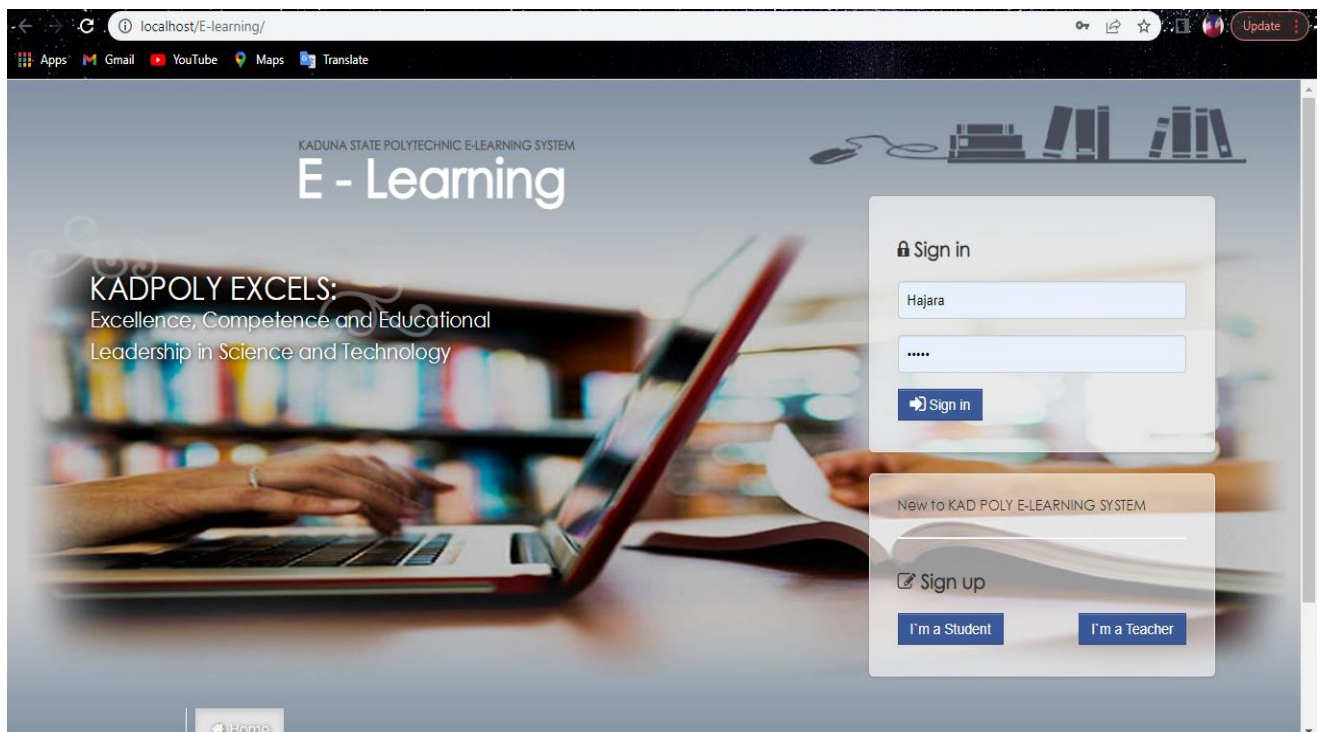 localhost/E-learning/
Update
Apps Gmail YouTube Maps Translate
KADUNA STATE POLYTECHNIC E-LEARNING SYSTEM
E - Learning
KADPOLY EXCELS:
Excellence, Competence and Educational
Leadership in Science and Technology
Sign in
Hajara
•••••
Sign in
New to KAD POLY E-LEARNING SYSTEM
Sign up
I`m a Student I`m a Teacher
Home